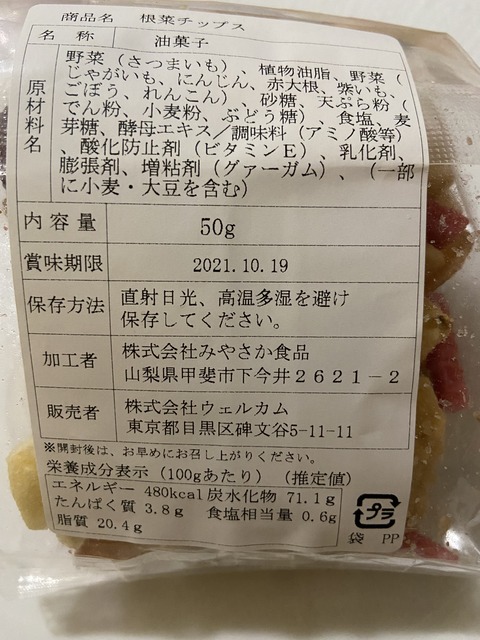 商品名 根菜チップス
名称 油菓子
原材料名
野菜（さつまいも）、植物油脂、野菜（
じゃがいも、にんじん、赤大根、紫いも、
ごぼう、れんこん）、砂糖、天ぷら粉（
でん粉、小麦粉、ぶどう糖）、食塩、麦
芽糖、酵母エキス／調味料（アミノ酸等）
、酸化防止剤（ビタミンE）、乳化剤、
膨張剤、増粘剤（グァーガム）、（一部
に小麦・大豆を含む）
内容量 50g
賞味期限 2021.10.19
保存方法 直射日光、高温多湿を避け
保存してください。
加工者 株式会社みやさか食品
山梨県甲斐市下今井２６２１－２
販売者 株式会社ウェルカム
東京都目黒区碑文谷5-11-11
※開封後は、お早めにお召し上がりください。
栄養成分表示（100gあたり）（推定値）
エネルギー 480kcal 炭水化物 71.1g
たんぱく質 3.8g 食塩相当量 0.6g
脂質 20.4g
プラ
袋 PP